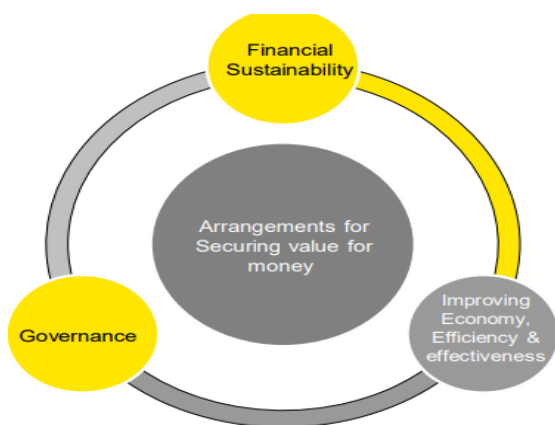 Financial
Sustainability
Arrangements for
Securing value for
money
Governance
Improving
Economy,
Efficiency &
effectiveness